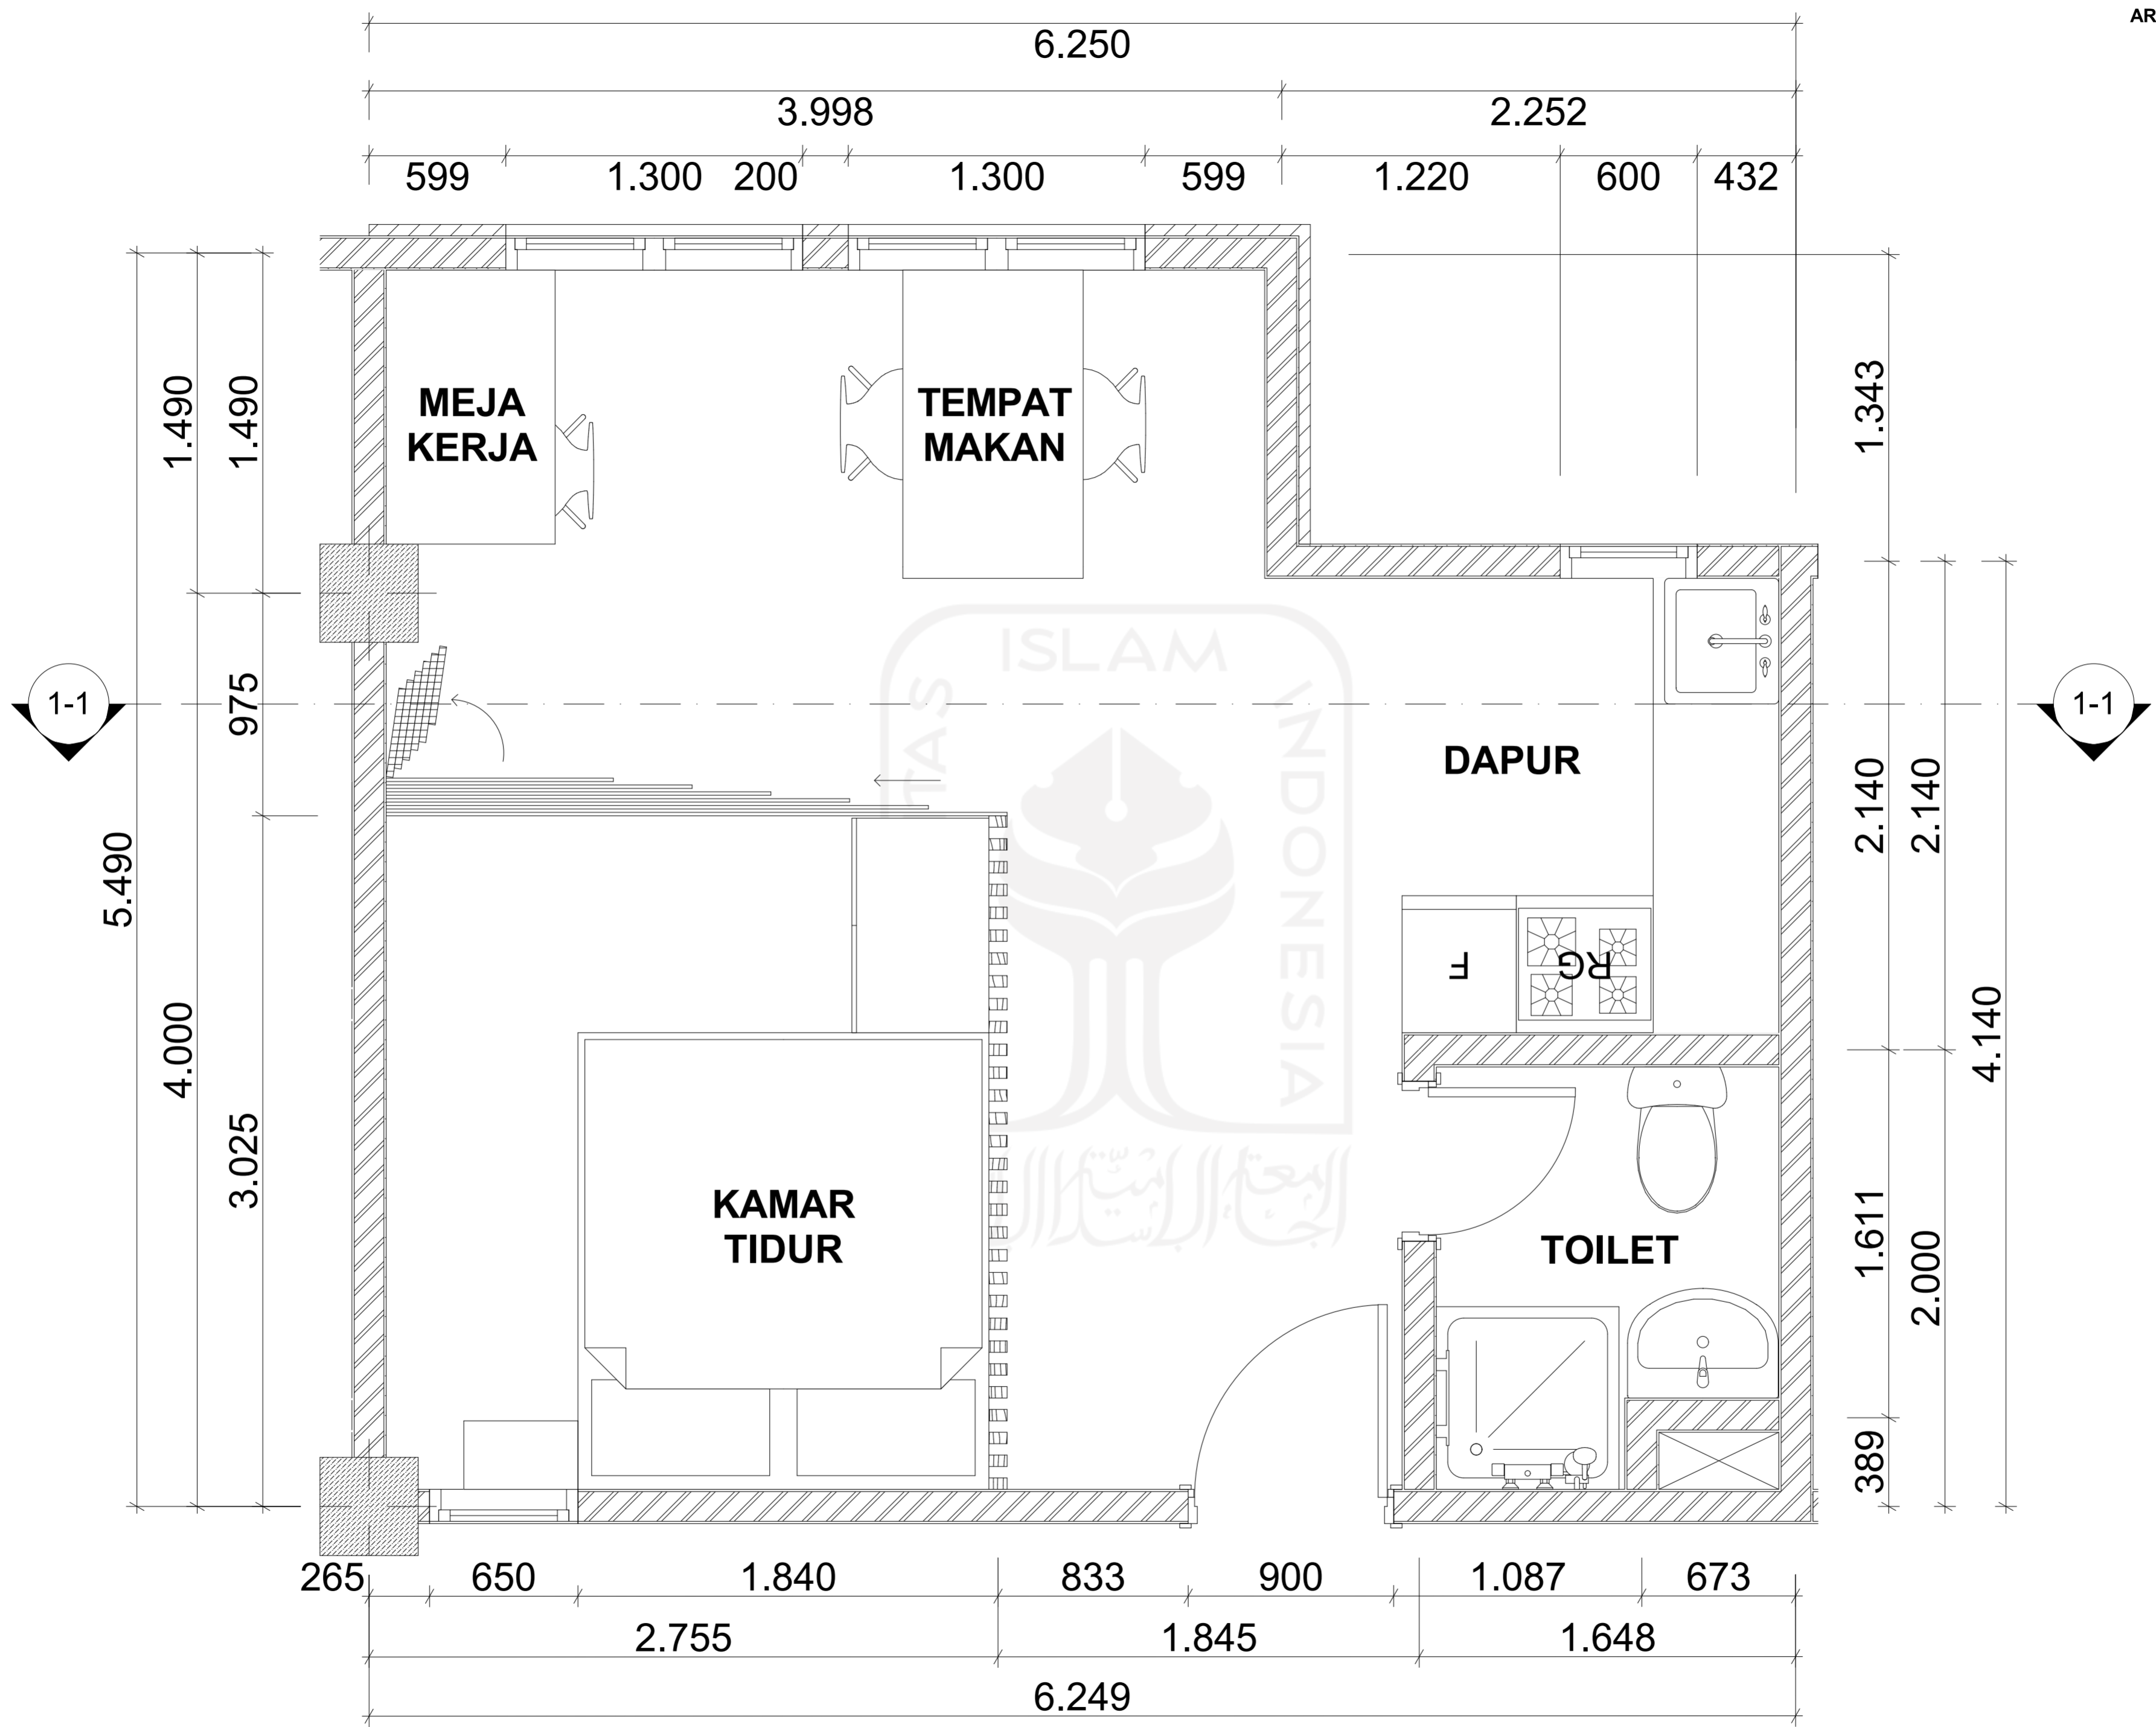 AR
6.250
3.998 2.252
599 1.300 200 1.300 599 1.220 600 432
1.490 1.490 1.343
MEJA
KERJA
TEMPAT
MAKAN
ISLAM
INDONESIA
1-1 975 1-1
DAPUR
2.140 2.140
5.490
F RG
4.000 4.140
3.025
KAMAR
TIDUR
TOILET
1.611 2.000
389
265 650 1.840 833 900 1.087 673
2.755 1.845 1.648
6.249